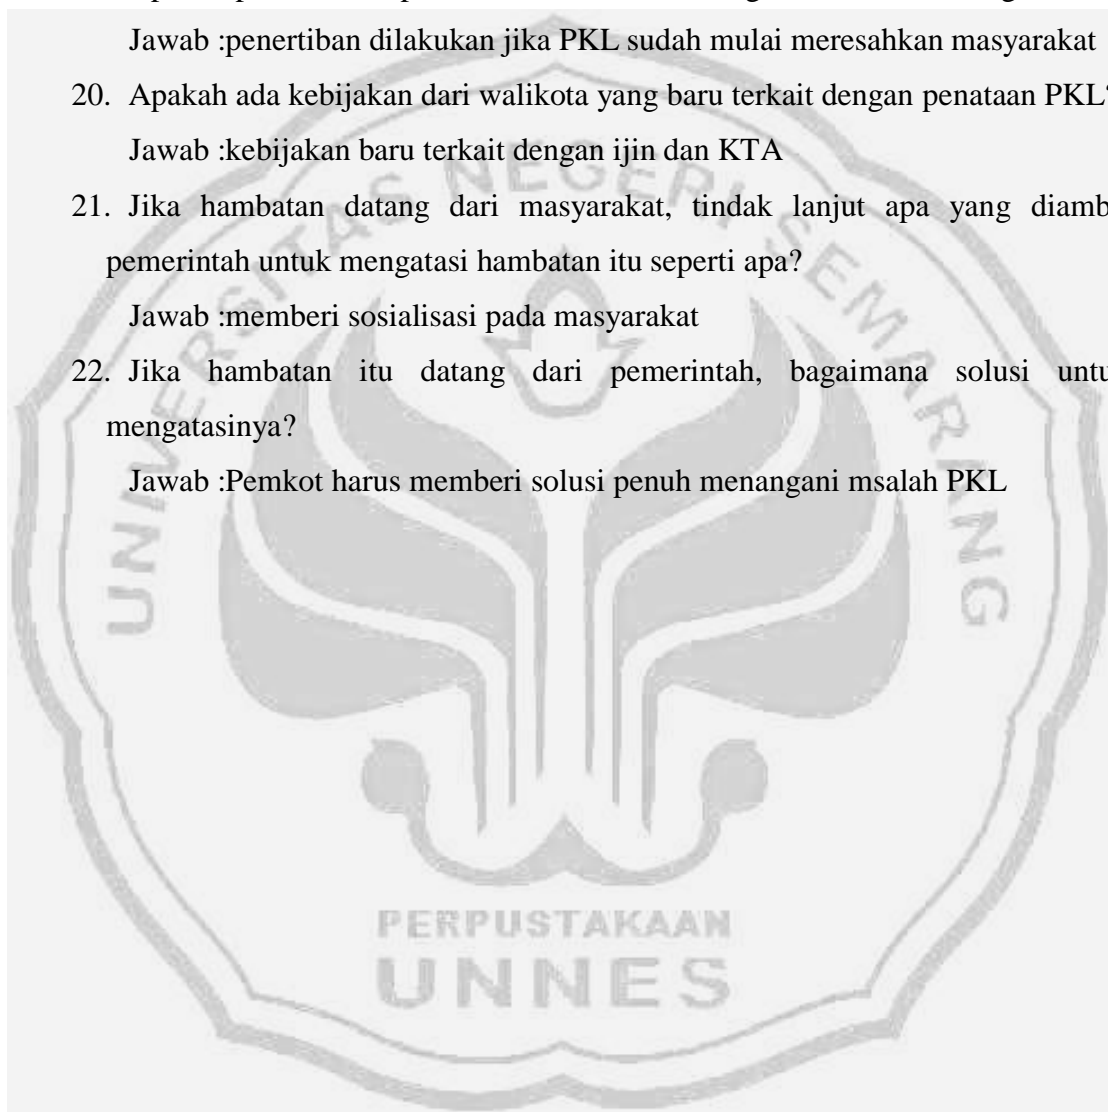 Jawab :penertiban dilakukan jika PKL sudah mulai meresahkan masyarakat
20. Apakah ada kebijakan dari walikota yang baru terkait dengan penataan PKL?
Jawab :kebijakan baru terkait dengan ijin dan KTA
21. Jika hambatan datang dari masyarakat, tindak lanjut apa yang diamb
pemerintah untuk mengatasi hambatan itu seperti apa?
Jawab :memberi sosialisasi pada masyarakat
22. Jika hambatan itu datang dari pemerintah, bagaimana solusi untu
mengatasinya?
Jawab :Pemkot harus memberi solusi penuh menangani msalah PKL
UNIVERSITAS NEGERI SEMARANG
PERPUSTAKAAN
UNNES